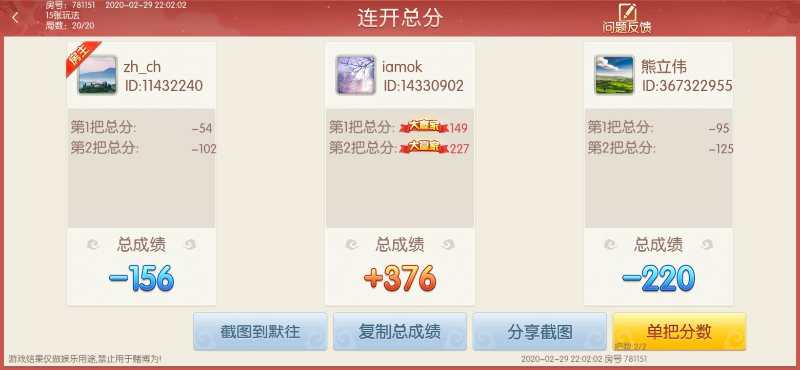 房号：781151 2020-02-29 22:02:02
15张玩法
局数：20/20
连开总分
问题反馈
房主
zh_ch
ID:11432240
第1把总分： -54
第2把总分： -102
总成绩
-156
iamok
ID:14330902
第1把总分： 大赢家 149
第2把总分： 大赢家 227
总成绩
+376
熊立伟
ID:367322955
第1把总分： -95
第2把总分： -125
总成绩
-220
截图到默往
复制总成绩
分享截图
单把分数
把数:2/2
游戏结果仅做娱乐用途,禁止用于赌博为!
2020-02-29 22:02:02 房号 781151